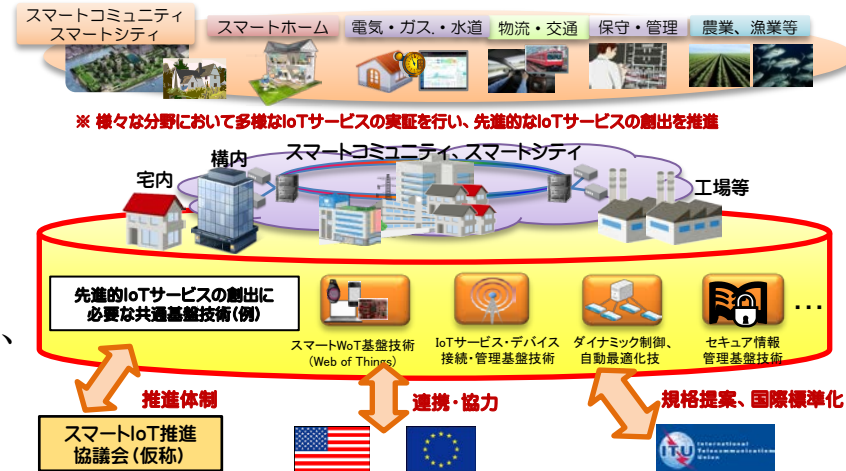 スマートコミュニティ
スマートシティ
スマートホーム
電気・ガス．・水道
物流・交通
保守・管理
農業、漁業等
※ 様々な分野において多様なIoTサービスの実証を行い、先進的なIoTサービスの創出を推進
スマートコミュニティ、スマートシティ
構内
宅内
工場等
先進的IoTサービスの創出に
必要な共通基盤技術(例)
スマートWoT基盤技術
(Web of Things)
IoTサービス・デバイス
接続・管理基盤技術
ダイナミック制御、
自動最適化技
セキュア情報
管理基盤技術
…
、
推進体制
連携・協力
規格提案、国際標準化
スマートIoT推進
協議会(仮称)
ITU
International
Telecommunication
Union